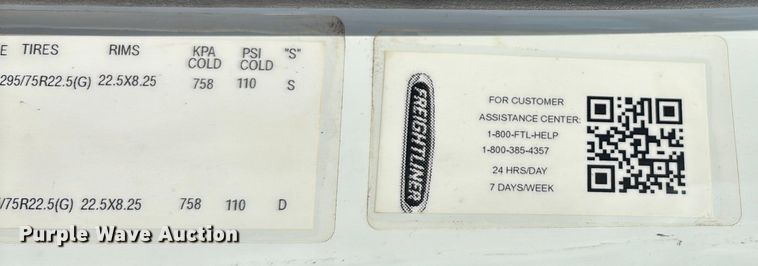 E TIRES RIMS KPA COLD PSI COLD "S"
295/75R22.5(G) 22.5X8.25 758 110 S
/75R22.5(G) 22.5X8.25 758 110 D
FREIGHTLINER
FOR CUSTOMER
ASSISTANCE CENTER:
1-800-FTL-HELP
1-800-385-4357
24 HRS/DAY
7 DAYS/WEEK
Purple Wave Auction